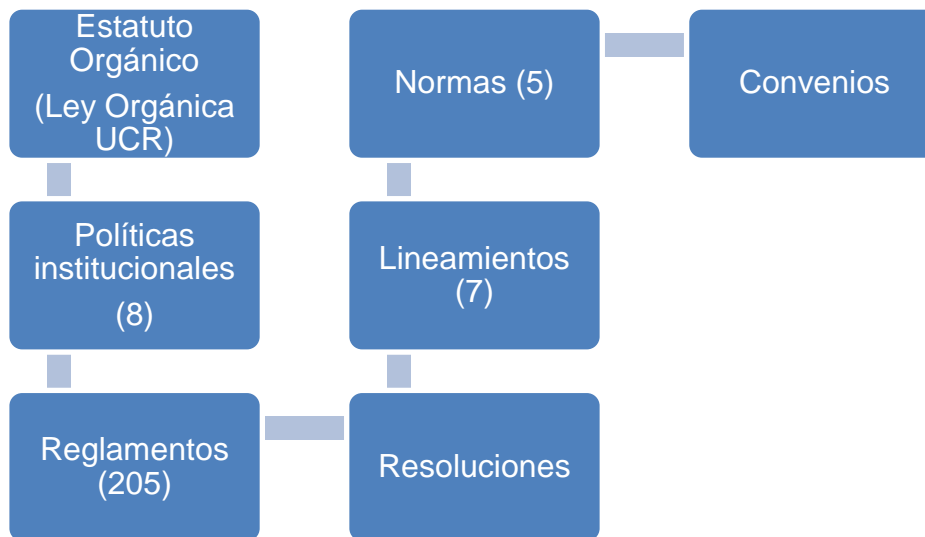 Estatuto
Orgánico
(Ley Orgánica
UCR)
Políticas
institucionales
(8)
Reglamentos
(205)
Resoluciones
Lineamientos
(7)
Normas (5)
Convenios